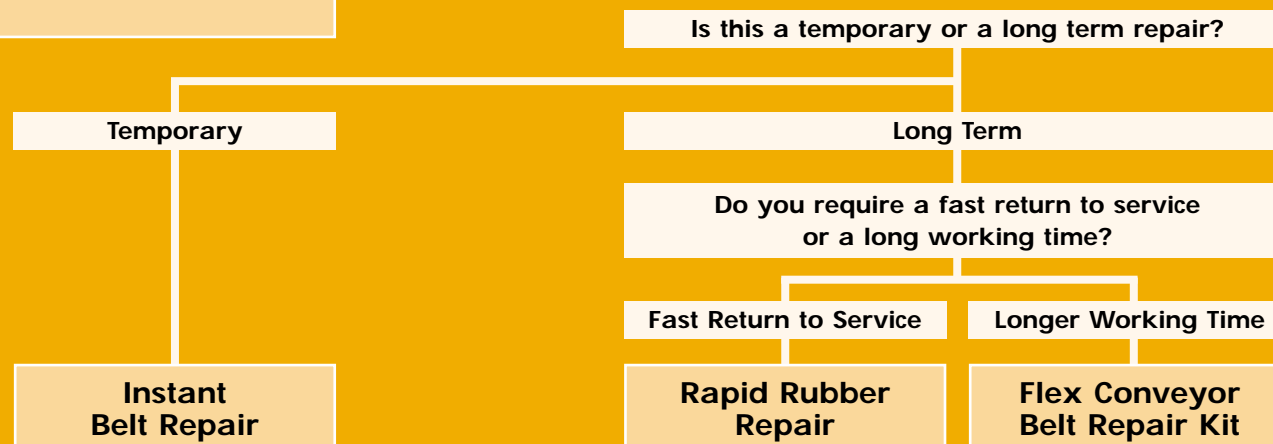 Is this a temporary or a long term repair?
Temporary
Long Term
Do you require a fast return to service
or a long working time?
Fast Return to Service
Longer Working Time
Instant
Belt Repair
Rapid Rubber
Repair
Flex Conveyor
Belt Repair Kit